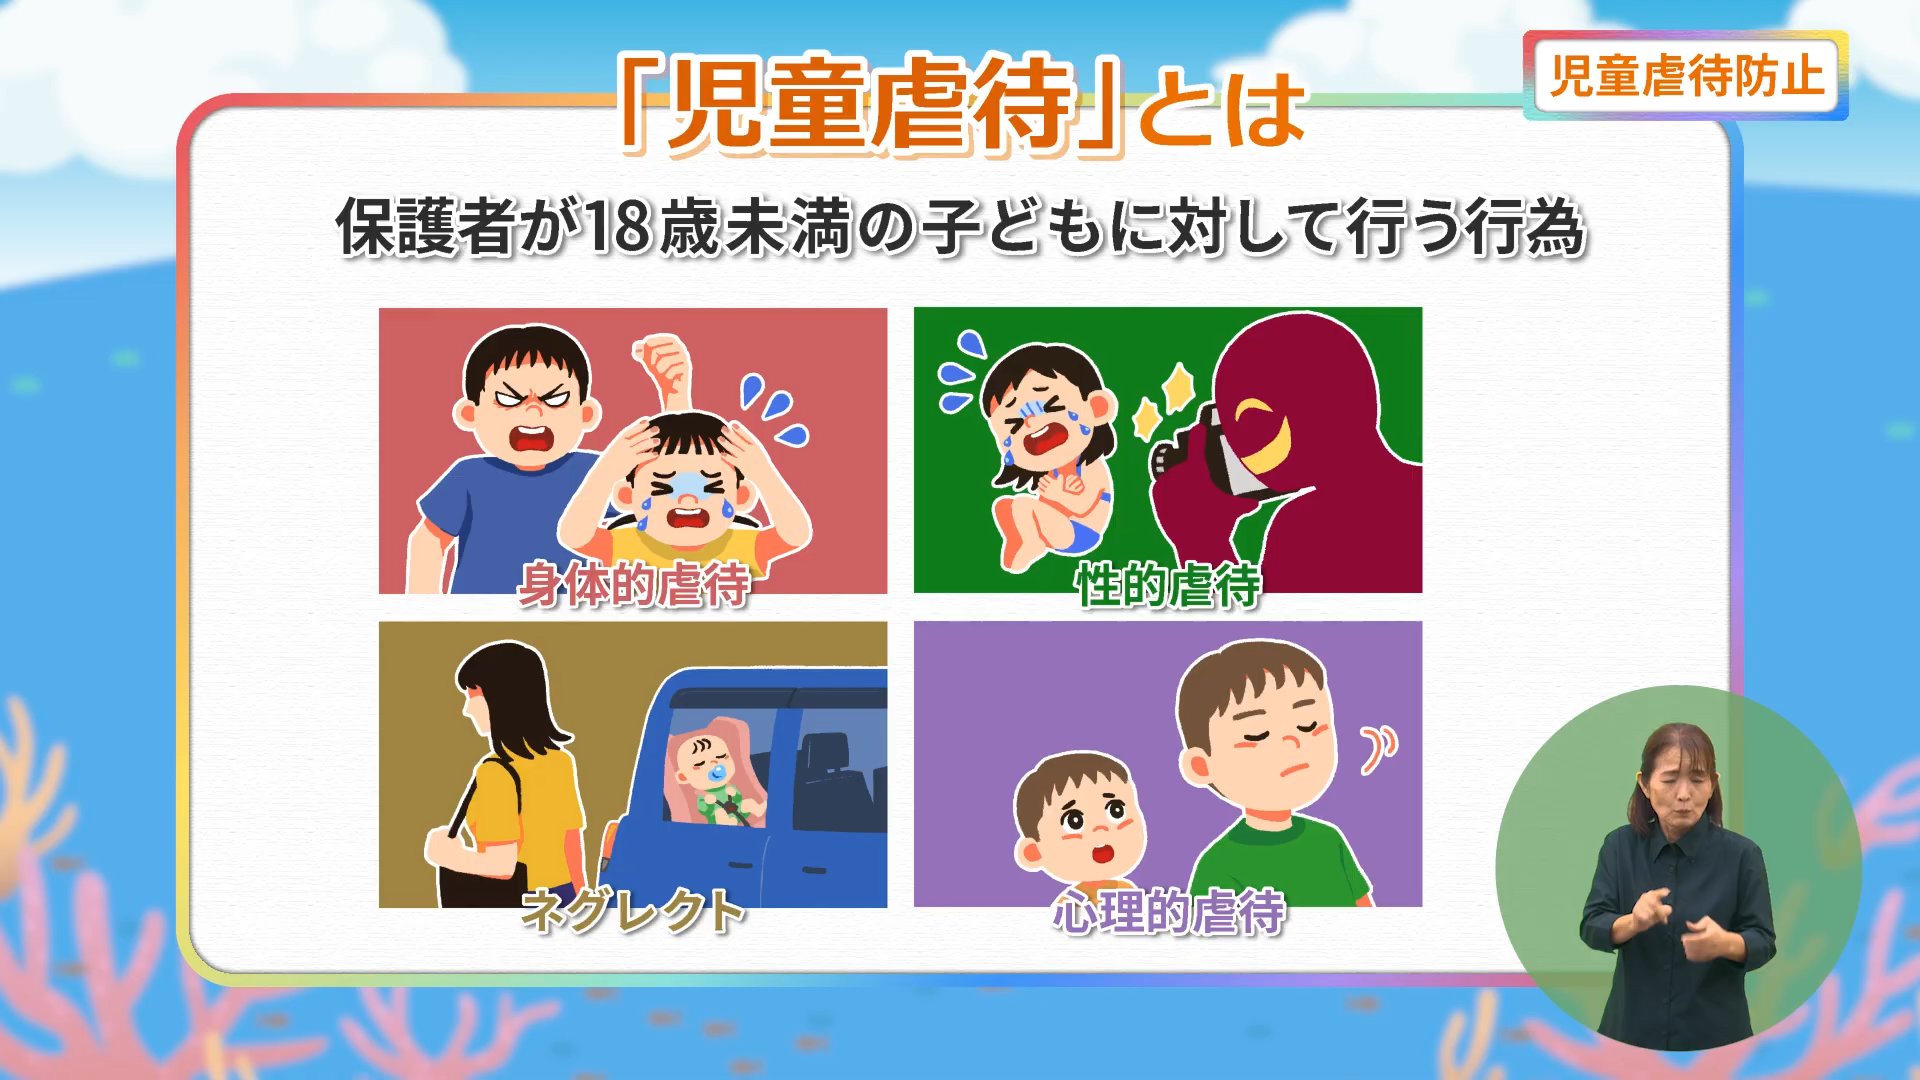 「児童虐待」とは
児童虐待防止
保護者が18歳未満の子どもに対して行う行為
身体的虐待
性的虐待
ネグレクト
心理的虐待